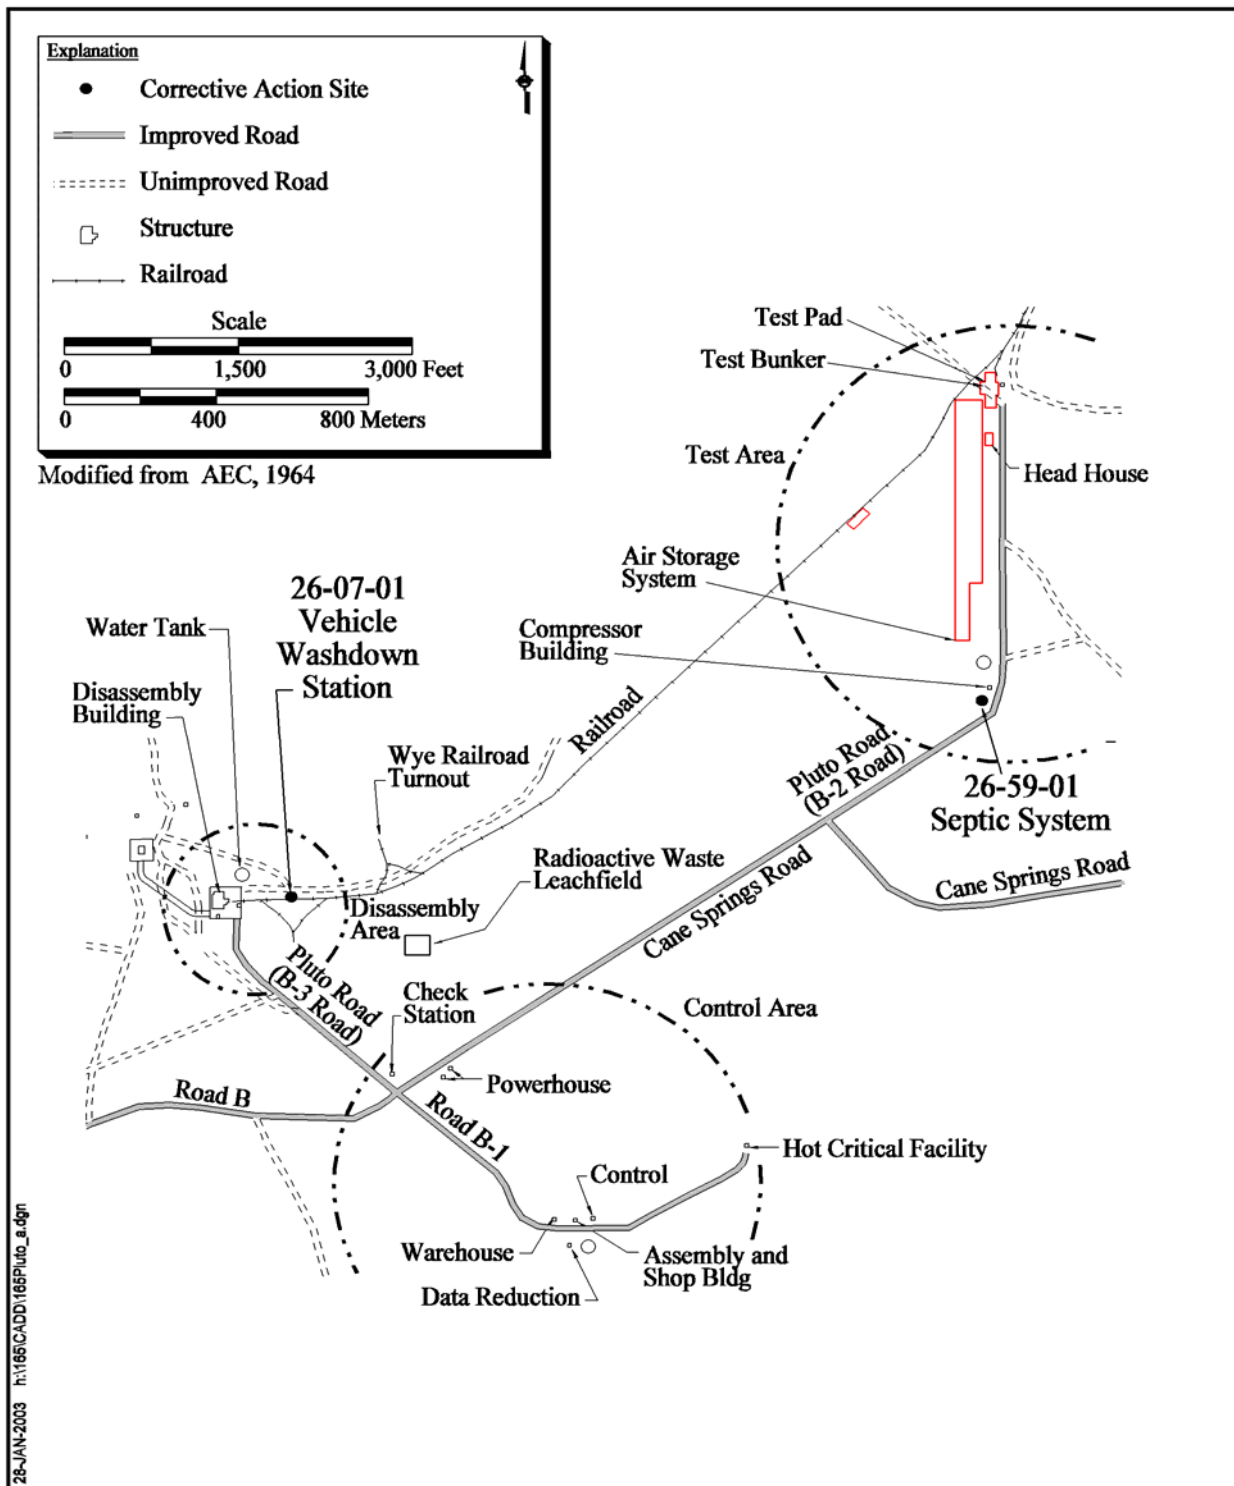 Explanation
Corrective Action Site
Improved Road
Unimproved Road
Structure
Railroad
Scale
0 1,500 3,000 Feet
0 400 800 Meters
Modified from AEC, 1964
Test Pad
Test Bunker
Test Area
Head House
Air Storage
System
Compressor
Building
26-07-01
Vehicle
Washdown
Station
Water Tank
Disassembly
Building
Wye Railroad
Turnout
Railroad
Pluto Road
(B-2 Road)
26-59-01
Septic System
Radioactive Waste
Leachfield
Disassembly
Area
Cane Springs Road
Cane Springs Road
Pluto Road
(B-3 Road)
Check
Station
Control Area
Powerhouse
Road B
Road B-1
Hot Critical Facility
Control
Warehouse
Assembly and
Shop Bldg
Data Reduction
28-JAN-2003 h:\165\CADD\165Pluto_a.dgn